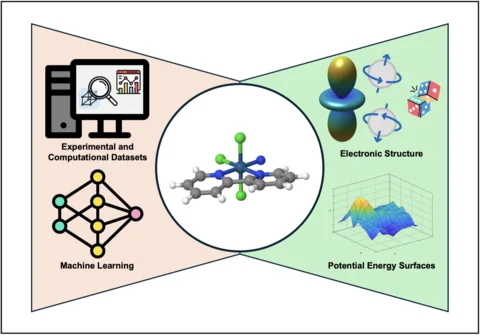 Experimental and
Computational Datasets
Machine Learning
Electronic Structure
Potential Energy Surfaces